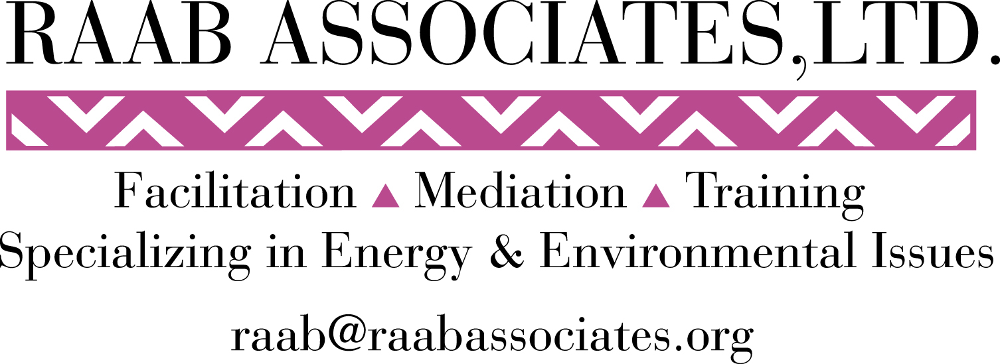 RAAB ASSOCIATES,LTD.
Facilitation ▲ Mediation ▲ Training
Specializing in Energy & Environmental Issues
raab@raabassociates.org